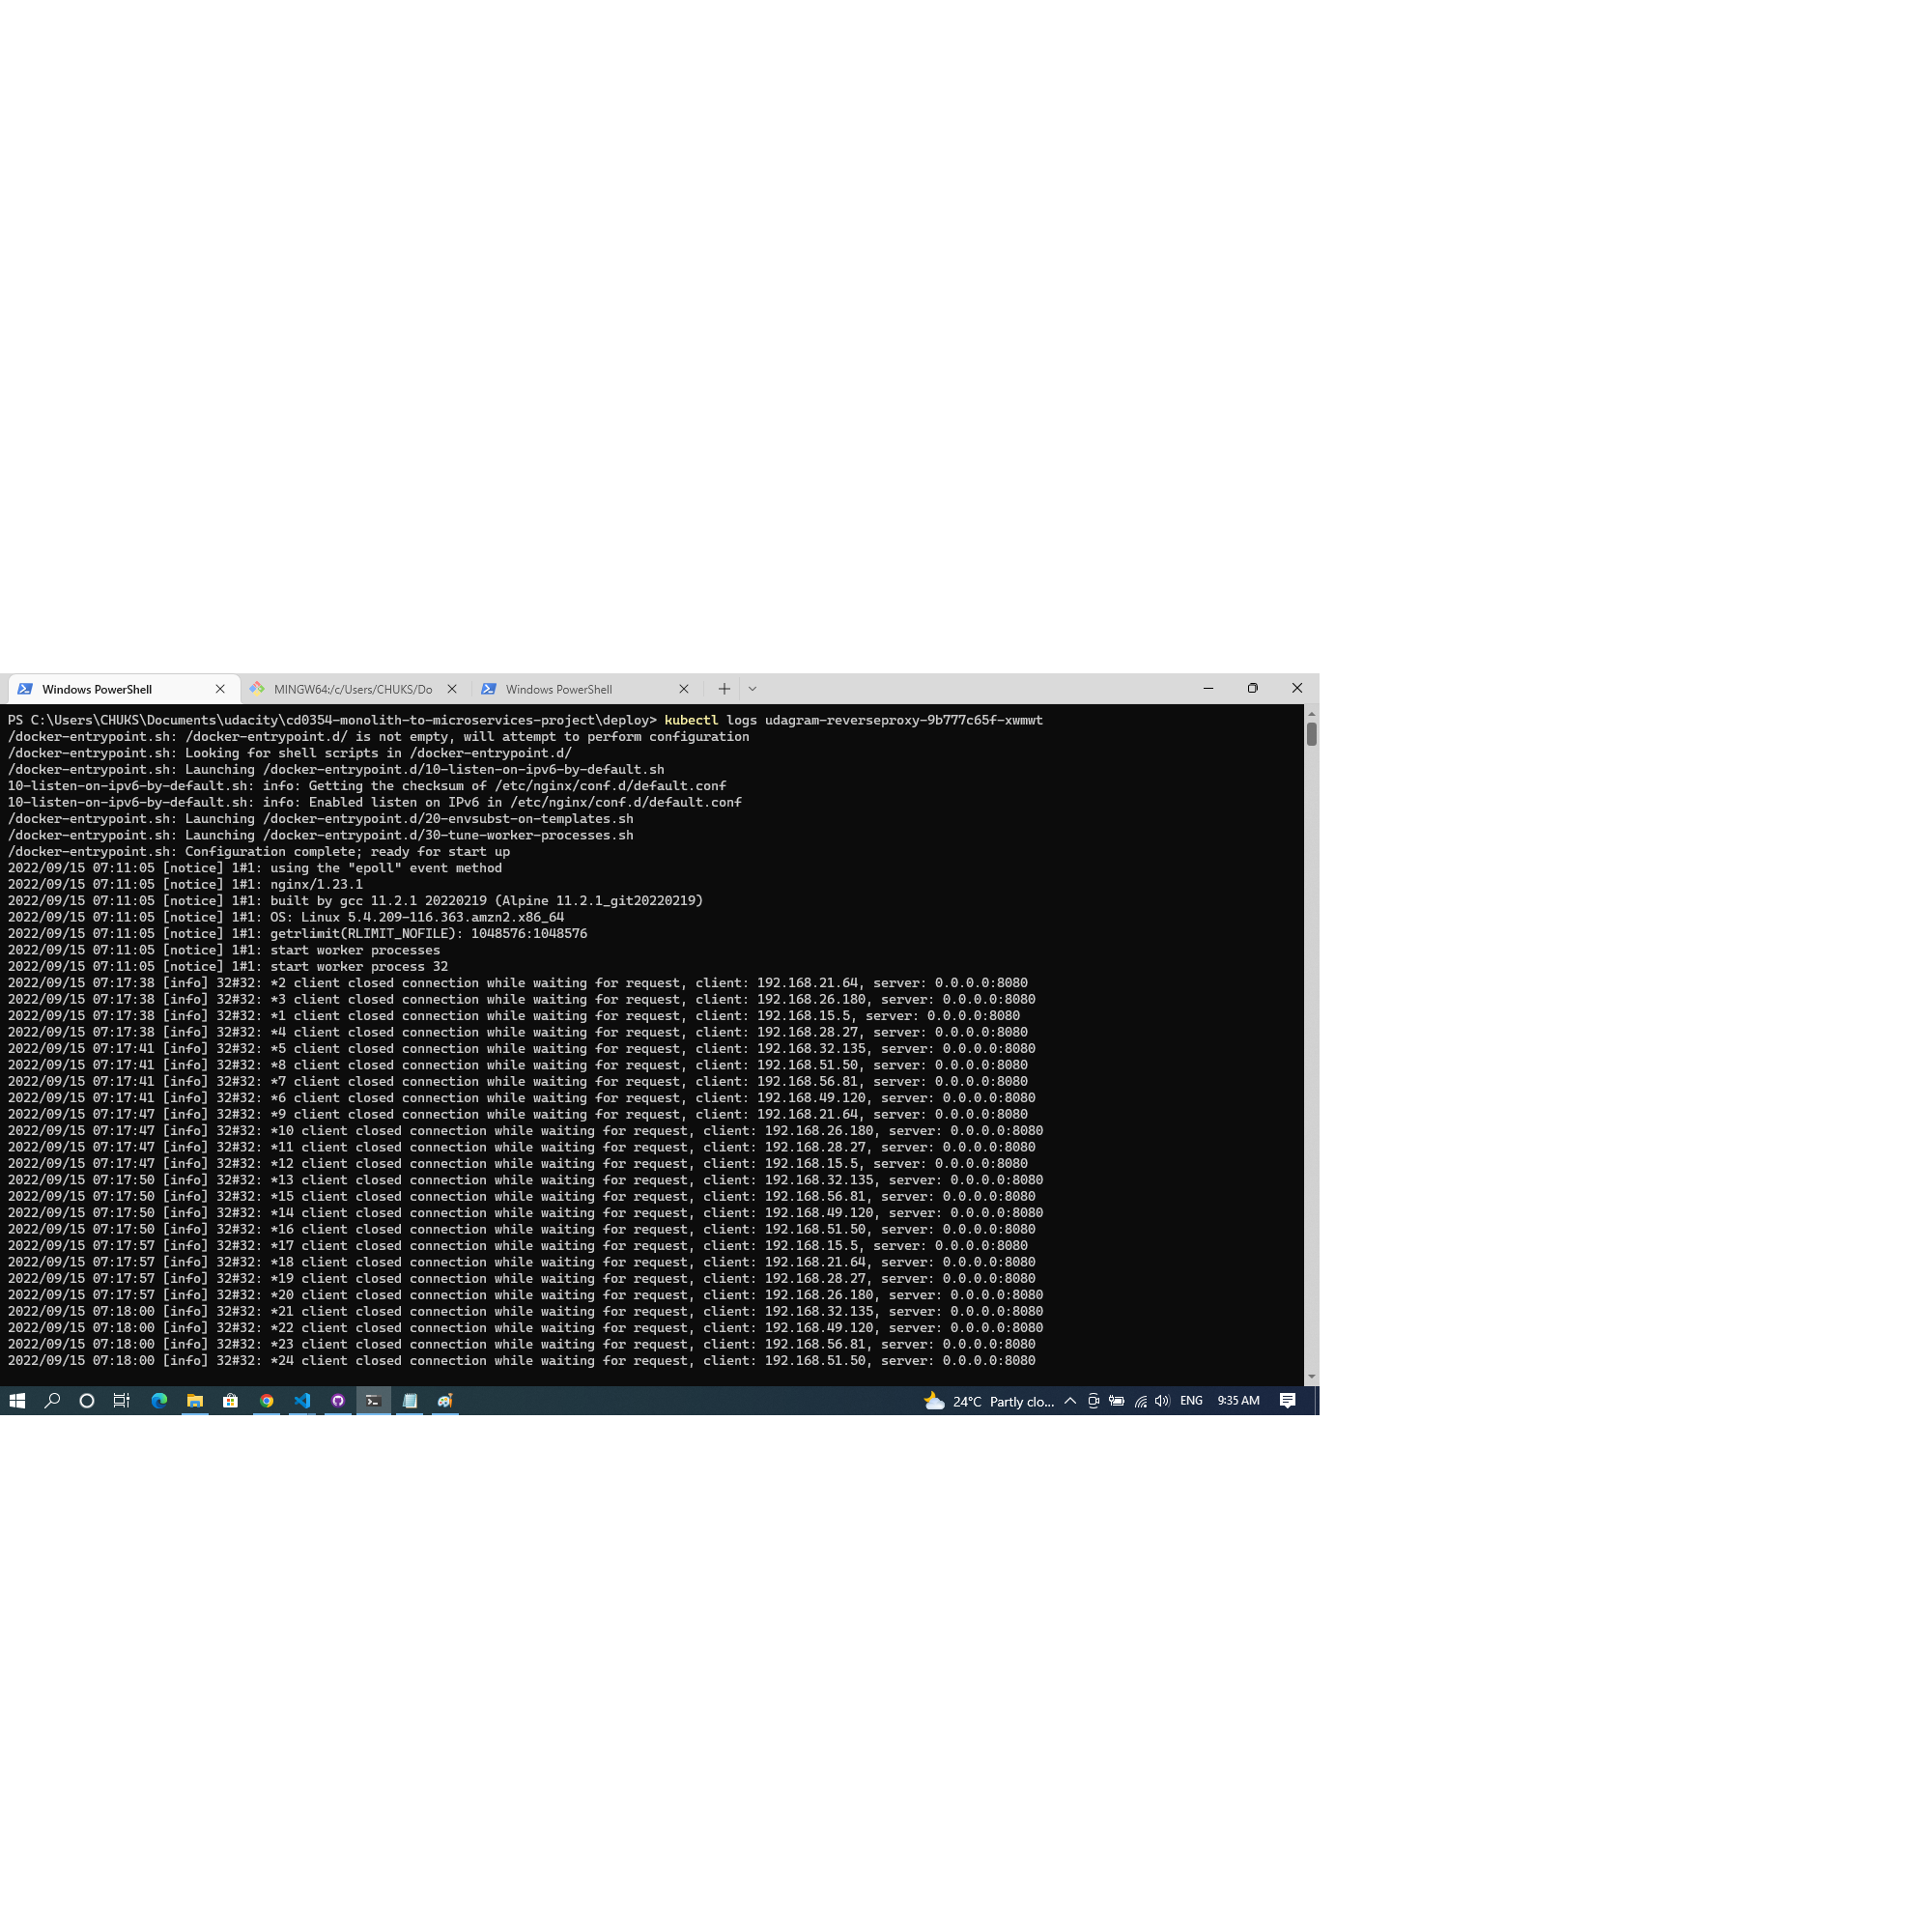 Windows PowerShell
MINGW64:/c/Users/CHUKS/Do
Windows PowerShell
PS C:\Users\CHUKS\Documents\udacity\cd0354-monolith-to-microservices-project\deploy> kubectl logs udagram-reverseproxy-9b777c65f-xwmwt
/docker-entrypoint.sh: /docker-entrypoint.d/ is not empty, will attempt to perform configuration
/docker-entrypoint.sh: Looking for shell scripts in /docker-entrypoint.d/
/docker-entrypoint.sh: Launching /docker-entrypoint.d/10-listen-on-ipv6-by-default.sh
10-listen-on-ipv6-by-default.sh: info: Getting the checksum of /etc/nginx/conf.d/default.conf
10-listen-on-ipv6-by-default.sh: info: Enabled listen on IPv6 in /etc/nginx/conf.d/default.conf
/docker-entrypoint.sh: Launching /docker-entrypoint.d/20-envsubst-on-templates.sh
/docker-entrypoint.sh: Launching /docker-entrypoint.d/30-tune-worker-processes.sh
/docker-entrypoint.sh: Configuration complete; ready for start up
2022/09/15 07:11:05 [notice] 1#1: using the "epoll" event method
2022/09/15 07:11:05 [notice] 1#1: nginx/1.23.1
2022/09/15 07:11:05 [notice] 1#1: built by gcc 11.2.1 20220219 (Alpine 11.2.1_git20220219)
2022/09/15 07:11:05 [notice] 1#1: OS: Linux 5.4.209-116.363.amzn2.x86_64
2022/09/15 07:11:05 [notice] 1#1: getrlimit(RLIMIT_NOFILE): 1048576:1048576
2022/09/15 07:11:05 [notice] 1#1: start worker processes
2022/09/15 07:11:05 [notice] 1#1: start worker process 32
2022/09/15 07:17:38 [info] 32#32: *2 client closed connection while waiting for request, client: 192.168.21.64, server: 0.0.0.0:8080
2022/09/15 07:17:38 [info] 32#32: *3 client closed connection while waiting for request, client: 192.168.26.180, server: 0.0.0.0:8080
2022/09/15 07:17:38 [info] 32#32: *1 client closed connection while waiting for request, client: 192.168.15.5, server: 0.0.0.0:8080
2022/09/15 07:17:38 [info] 32#32: *4 client closed connection while waiting for request, client: 192.168.28.27, server: 0.0.0.0:8080
2022/09/15 07:17:41 [info] 32#32: *5 client closed connection while waiting for request, client: 192.168.32.135, server: 0.0.0.0:8080
2022/09/15 07:17:41 [info] 32#32: *8 client closed connection while waiting for request, client: 192.168.51.50, server: 0.0.0.0:8080
2022/09/15 07:17:41 [info] 32#32: *7 client closed connection while waiting for request, client: 192.168.56.81, server: 0.0.0.0:8080
2022/09/15 07:17:41 [info] 32#32: *6 client closed connection while waiting for request, client: 192.168.49.120, server: 0.0.0.0:8080
2022/09/15 07:17:47 [info] 32#32: *9 client closed connection while waiting for request, client: 192.168.21.64, server: 0.0.0.0:8080
2022/09/15 07:17:47 [info] 32#32: *10 client closed connection while waiting for request, client: 192.168.26.180, server: 0.0.0.0:8080
2022/09/15 07:17:47 [info] 32#32: *11 client closed connection while waiting for request, client: 192.168.28.27, server: 0.0.0.0:8080
2022/09/15 07:17:47 [info] 32#32: *12 client closed connection while waiting for request, client: 192.168.15.5, server: 0.0.0.0:8080
2022/09/15 07:17:50 [info] 32#32: *13 client closed connection while waiting for request, client: 192.168.32.135, server: 0.0.0.0:8080
2022/09/15 07:17:50 [info] 32#32: *15 client closed connection while waiting for request, client: 192.168.56.81, server: 0.0.0.0:8080
2022/09/15 07:17:50 [info] 32#32: *14 client closed connection while waiting for request, client: 192.168.49.120, server: 0.0.0.0:8080
2022/09/15 07:17:50 [info] 32#32: *16 client closed connection while waiting for request, client: 192.168.51.50, server: 0.0.0.0:8080
2022/09/15 07:17:57 [info] 32#32: *17 client closed connection while waiting for request, client: 192.168.15.5, server: 0.0.0.0:8080
2022/09/15 07:17:57 [info] 32#32: *18 client closed connection while waiting for request, client: 192.168.21.64, server: 0.0.0.0:8080
2022/09/15 07:17:57 [info] 32#32: *19 client closed connection while waiting for request, client: 192.168.28.27, server: 0.0.0.0:8080
2022/09/15 07:17:57 [info] 32#32: *20 client closed connection while waiting for request, client: 192.168.26.180, server: 0.0.0.0:8080
2022/09/15 07:18:00 [info] 32#32: *21 client closed connection while waiting for request, client: 192.168.32.135, server: 0.0.0.0:8080
2022/09/15 07:18:00 [info] 32#32: *22 client closed connection while waiting for request, client: 192.168.49.120, server: 0.0.0.0:8080
2022/09/15 07:18:00 [info] 32#32: *23 client closed connection while waiting for request, client: 192.168.56.81, server: 0.0.0.0:8080
2022/09/15 07:18:00 [info] 32#32: *24 client closed connection while waiting for request, client: 192.168.51.50, server: 0.0.0.0:8080
24°C Partly clo... ENG 9:35 AM